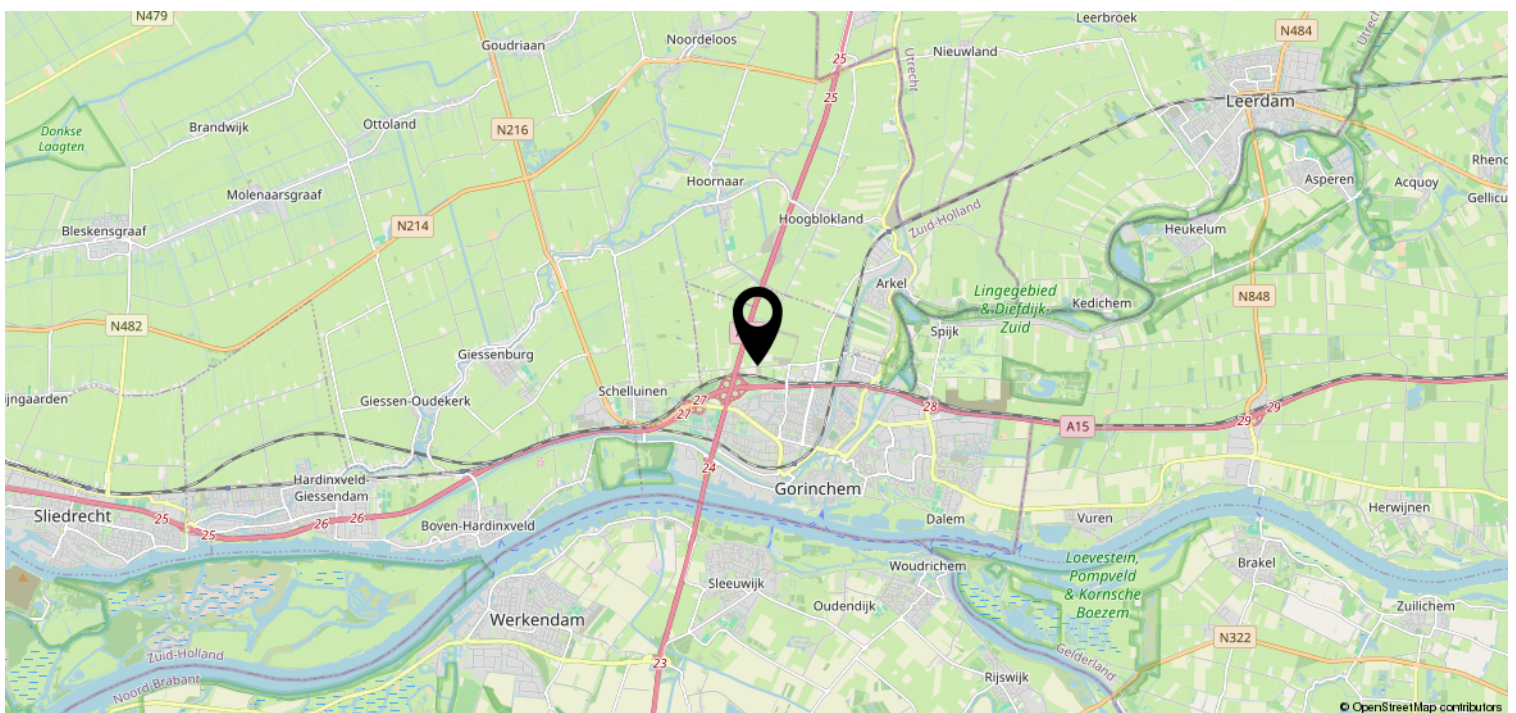 N479
Leerbroek
Goudriaan
Noordeloos
N484
Utrecht
Nieuwland
25
Utrecht
25
Leerdam
Donkse
Laagten
Brandwijk
Ottoland
N216
Rheno
Molenaarsgraaf
Hoornaar
Asperen
Acquoy
Gellicu
N214
Hoogblokland
Zuid-Holland
Bleskensgraaf
Heukelum
Arkel
Lingegebied
& Diefdijk-
Zuid
Kedichem
N848
N482
Spijk
Giessenburg
Schelluinen
ijngaarden
Giessen-Oudekerk
27
27
28
29
29
A15
24
Hardinxveld-
Giessendam
Gorinchem
Sliedrecht
25
25
26
26
Boven-Hardinxveld
Dalem
Vuren
Herwijnen
Loevestein,
Pompveld
& Kornsche
Boezem
Woudrichem
Brakel
Sleeuwijk
Oudendijk
Zuilichem
Werkendam
N322
Zuid-Holland
Noord-Brabant
23
Gelderland
Rijswijk
© OpenStreetMap contributors